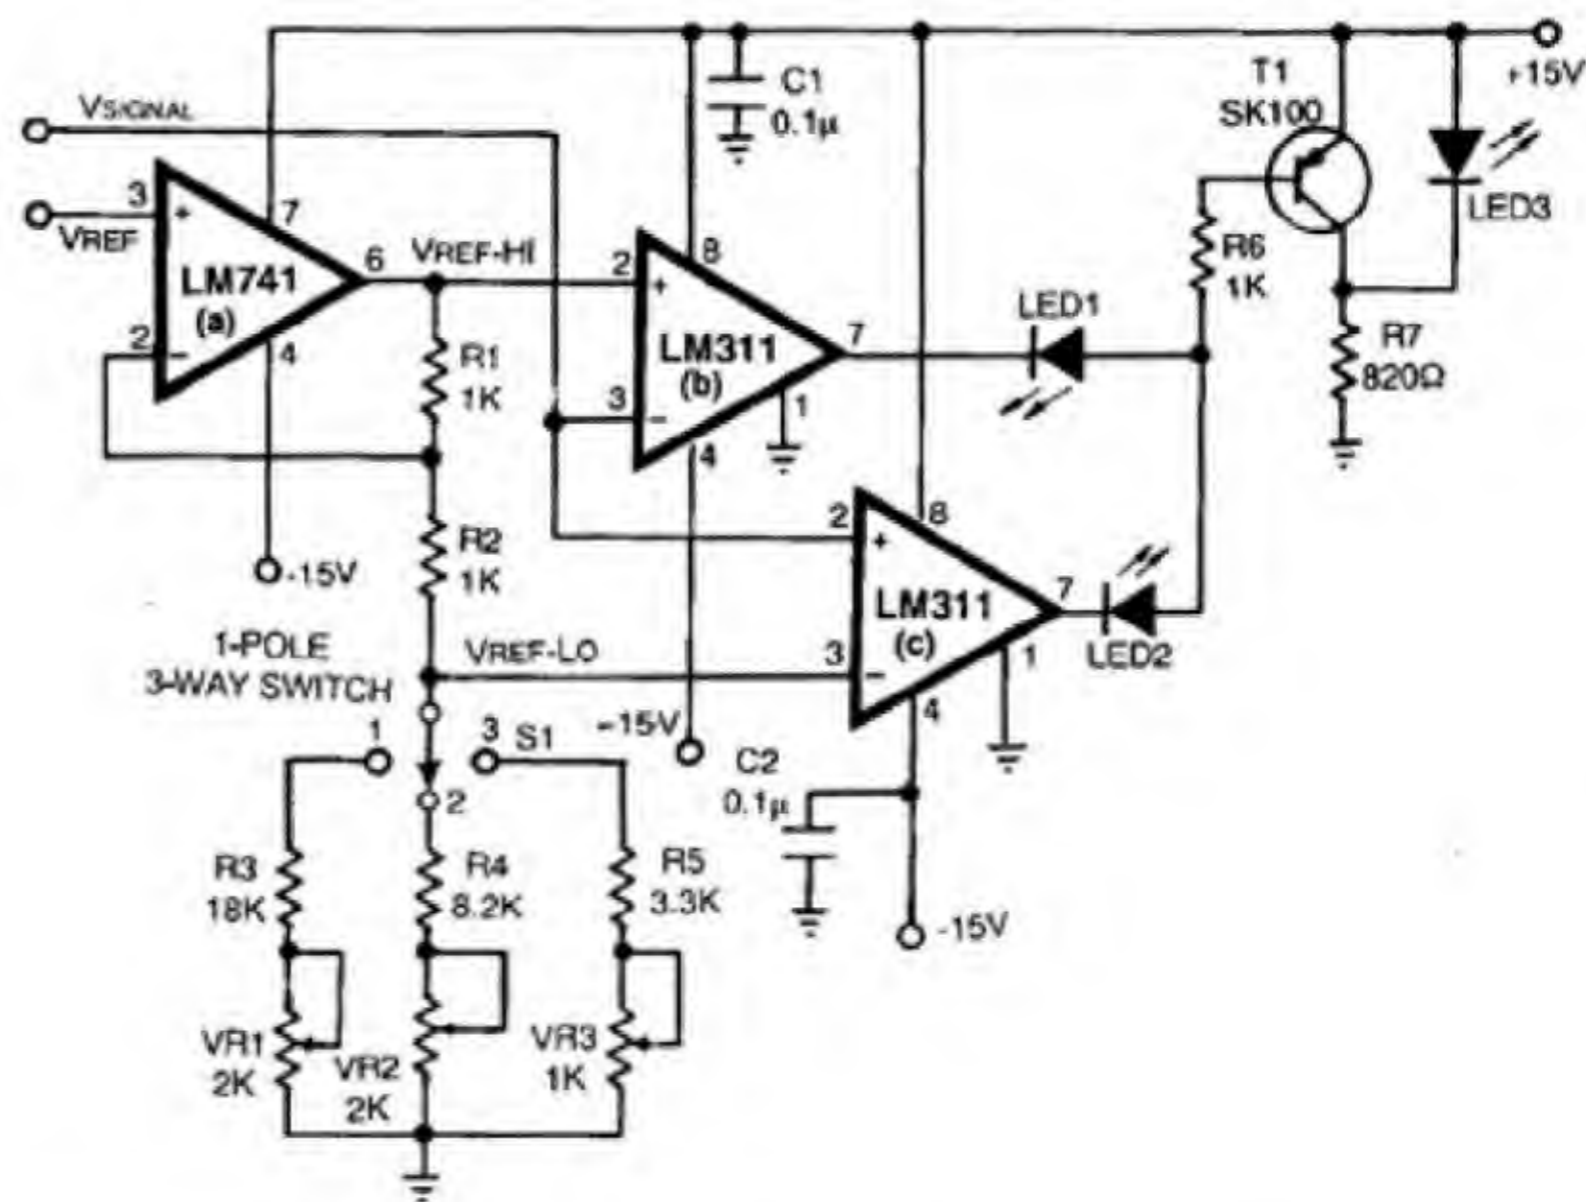 +15V
T1
SK100
C1
0.1µ
VSIGNAL
3
+
7
VREF
LM741
(a)
6
VREF-HI
2
-
4
R1
1K
2
+
8
LM311
(b)
7
3
-
1
4
LED1
R6
1K
LED3
R7
820Ω
R2
1K
-15V
2
+
8
LM311
(c)
7
3
-
1
4
LED2
1-POLE
3-WAY SWITCH
VREF-LO
1
3
S1
2
-15V
C2
0.1µ
-15V
R3
18K
R4
8.2K
R5
3.3K
VR1
2K
VR2
2K
VR3
1K